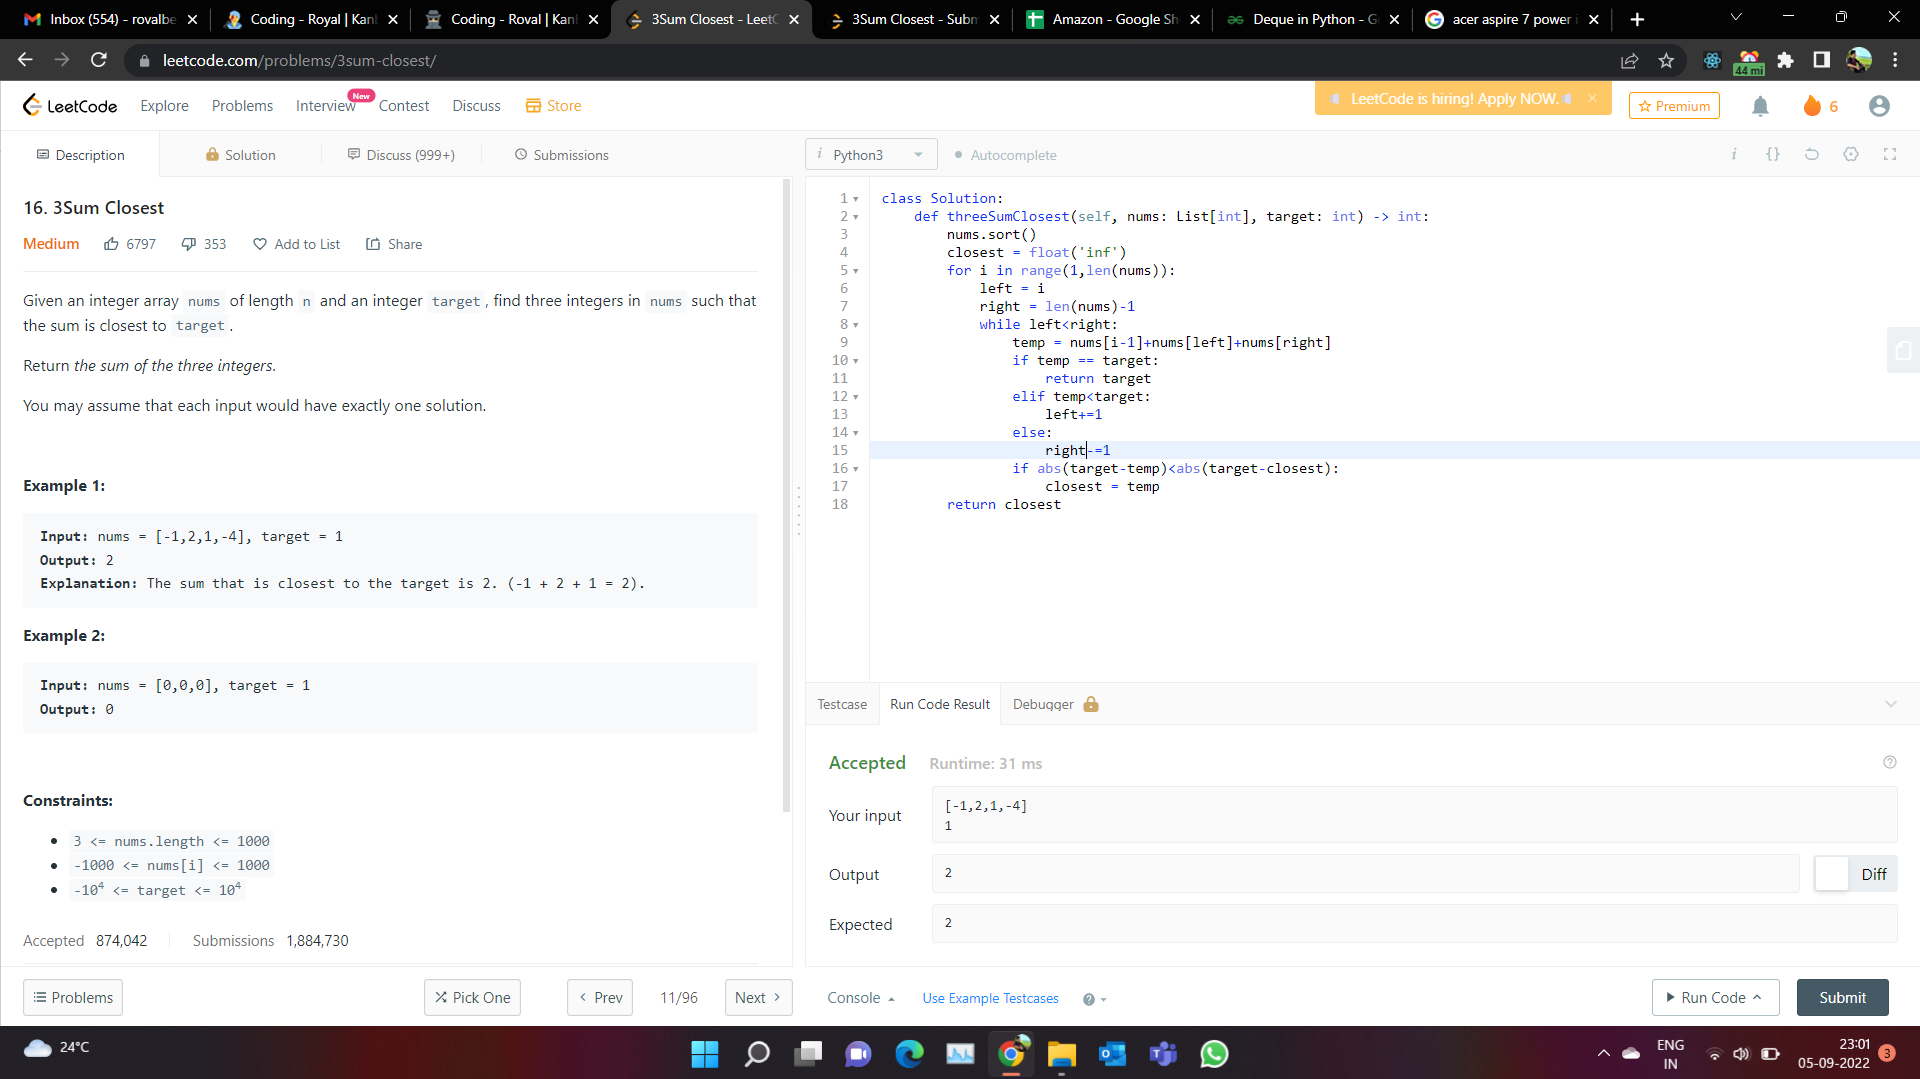 Inbox (554) - rovalbe
Coding - Royal | Kanl
Coding - Roval | Kanl
3Sum Closest - LeetC
3Sum Closest - Subm
Amazon - Google Sh
Deque in Python - G
acer aspire 7 power i
leetcode.com/problems/3sum-closest/
44 mi
LeetCode
Explore
Problems
Interview
New
Contest
Discuss
Store
LeetCode is hiring! Apply NOW.
Premium
6
Description
Solution
Discuss (999+)
Submissions
Python3
Autocomplete
16. 3Sum Closest
Medium
6797
353
Add to List
Share
Given an integer array nums of length n and an integer target, find three integers in nums such that
the sum is closest to target.
Return the sum of the three integers.
You may assume that each input would have exactly one solution.
Example 1:
Input: nums = [-1,2,1,-4], target = 1
Output: 2
Explanation: The sum that is closest to the target is 2. (-1 + 2 + 1 = 2).
Example 2:
Input: nums = [0,0,0], target = 1
Output: 0
Constraints:
3 <= nums.length <= 1000
-1000 <= nums[i] <= 1000
-10⁴ <= target <= 10⁴
Accepted 874,042
Submissions 1,884,730
Problems
Pick One
Prev
11/96
Next
1 class Solution:
2 def threeSumClosest(self, nums: List[int], target: int) -> int:
3 nums.sort()
4 closest = float('inf')
5 for i in range(1,len(nums)):
6 left = i
7 right = len(nums)-1
8 while left<right:
9 temp = nums[i-1]+nums[left]+nums[right]
10 if temp == target:
11 return target
12 elif temp<target:
13 left+=1
14 else:
15 right-=1
16 if abs(target-temp)<abs(target-closest):
17 closest = temp
18 return closest
Testcase
Run Code Result
Debugger
Accepted
Runtime: 31 ms
Your input
[-1,2,1,-4]
1
Output
2
Diff
Expected
2
Console
Use Example Testcases
Run Code
Submit
24°C
ENG
IN
23:01
05-09-2022
3